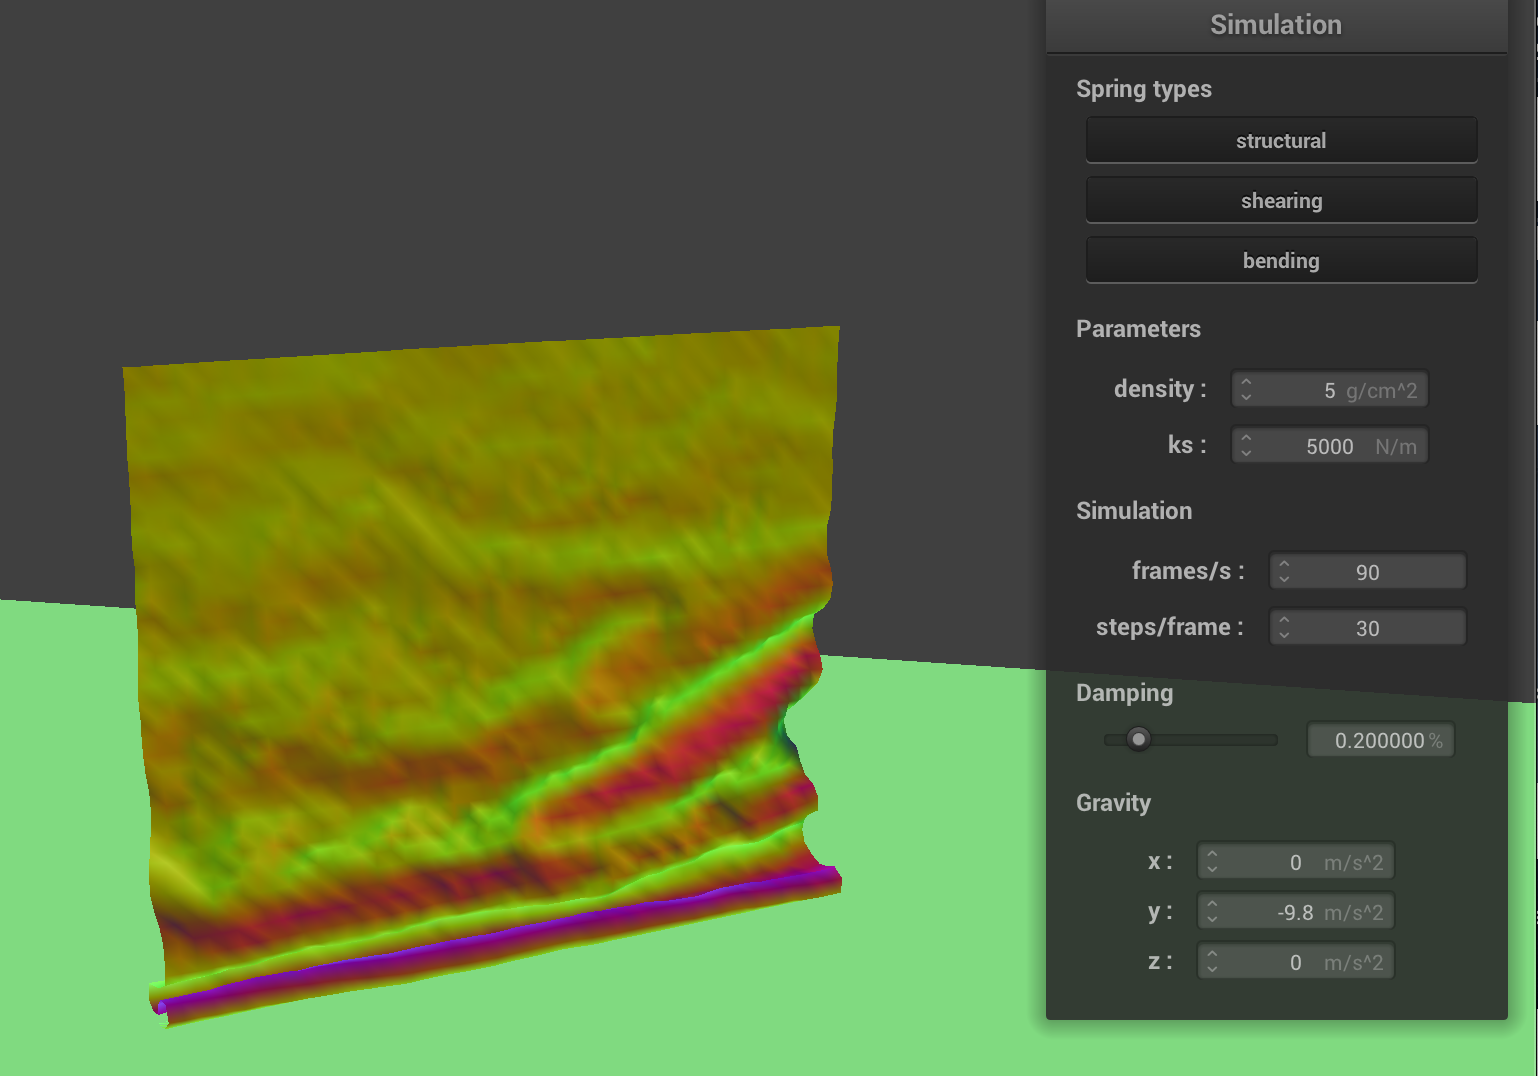 Simulation
Spring types
structural
shearing
bending
Parameters
density : 5 g/cm^2
ks : 5000 N/m
Simulation
frames/s : 90
steps/frame : 30
Damping
0.200000 %
Gravity
x : 0 m/s^2
y : -9.8 m/s^2
z : 0 m/s^2